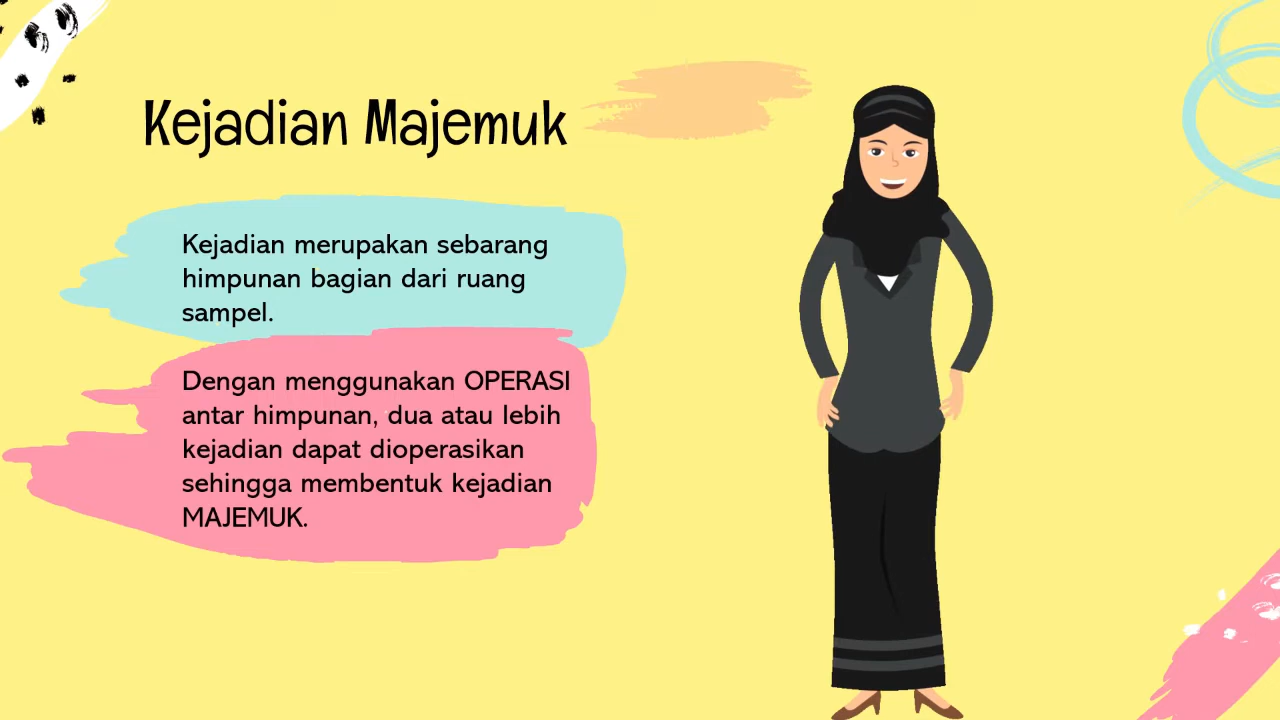 Kejadian Majemuk
Kejadian merupakan sebarang
himpunan bagian dari ruang
sampel.
Dengan menggunakan OPERASI
antar himpunan, dua atau lebih
kejadian dapat dioperasikan
sehingga membentuk kejadian
MAJEMUK.